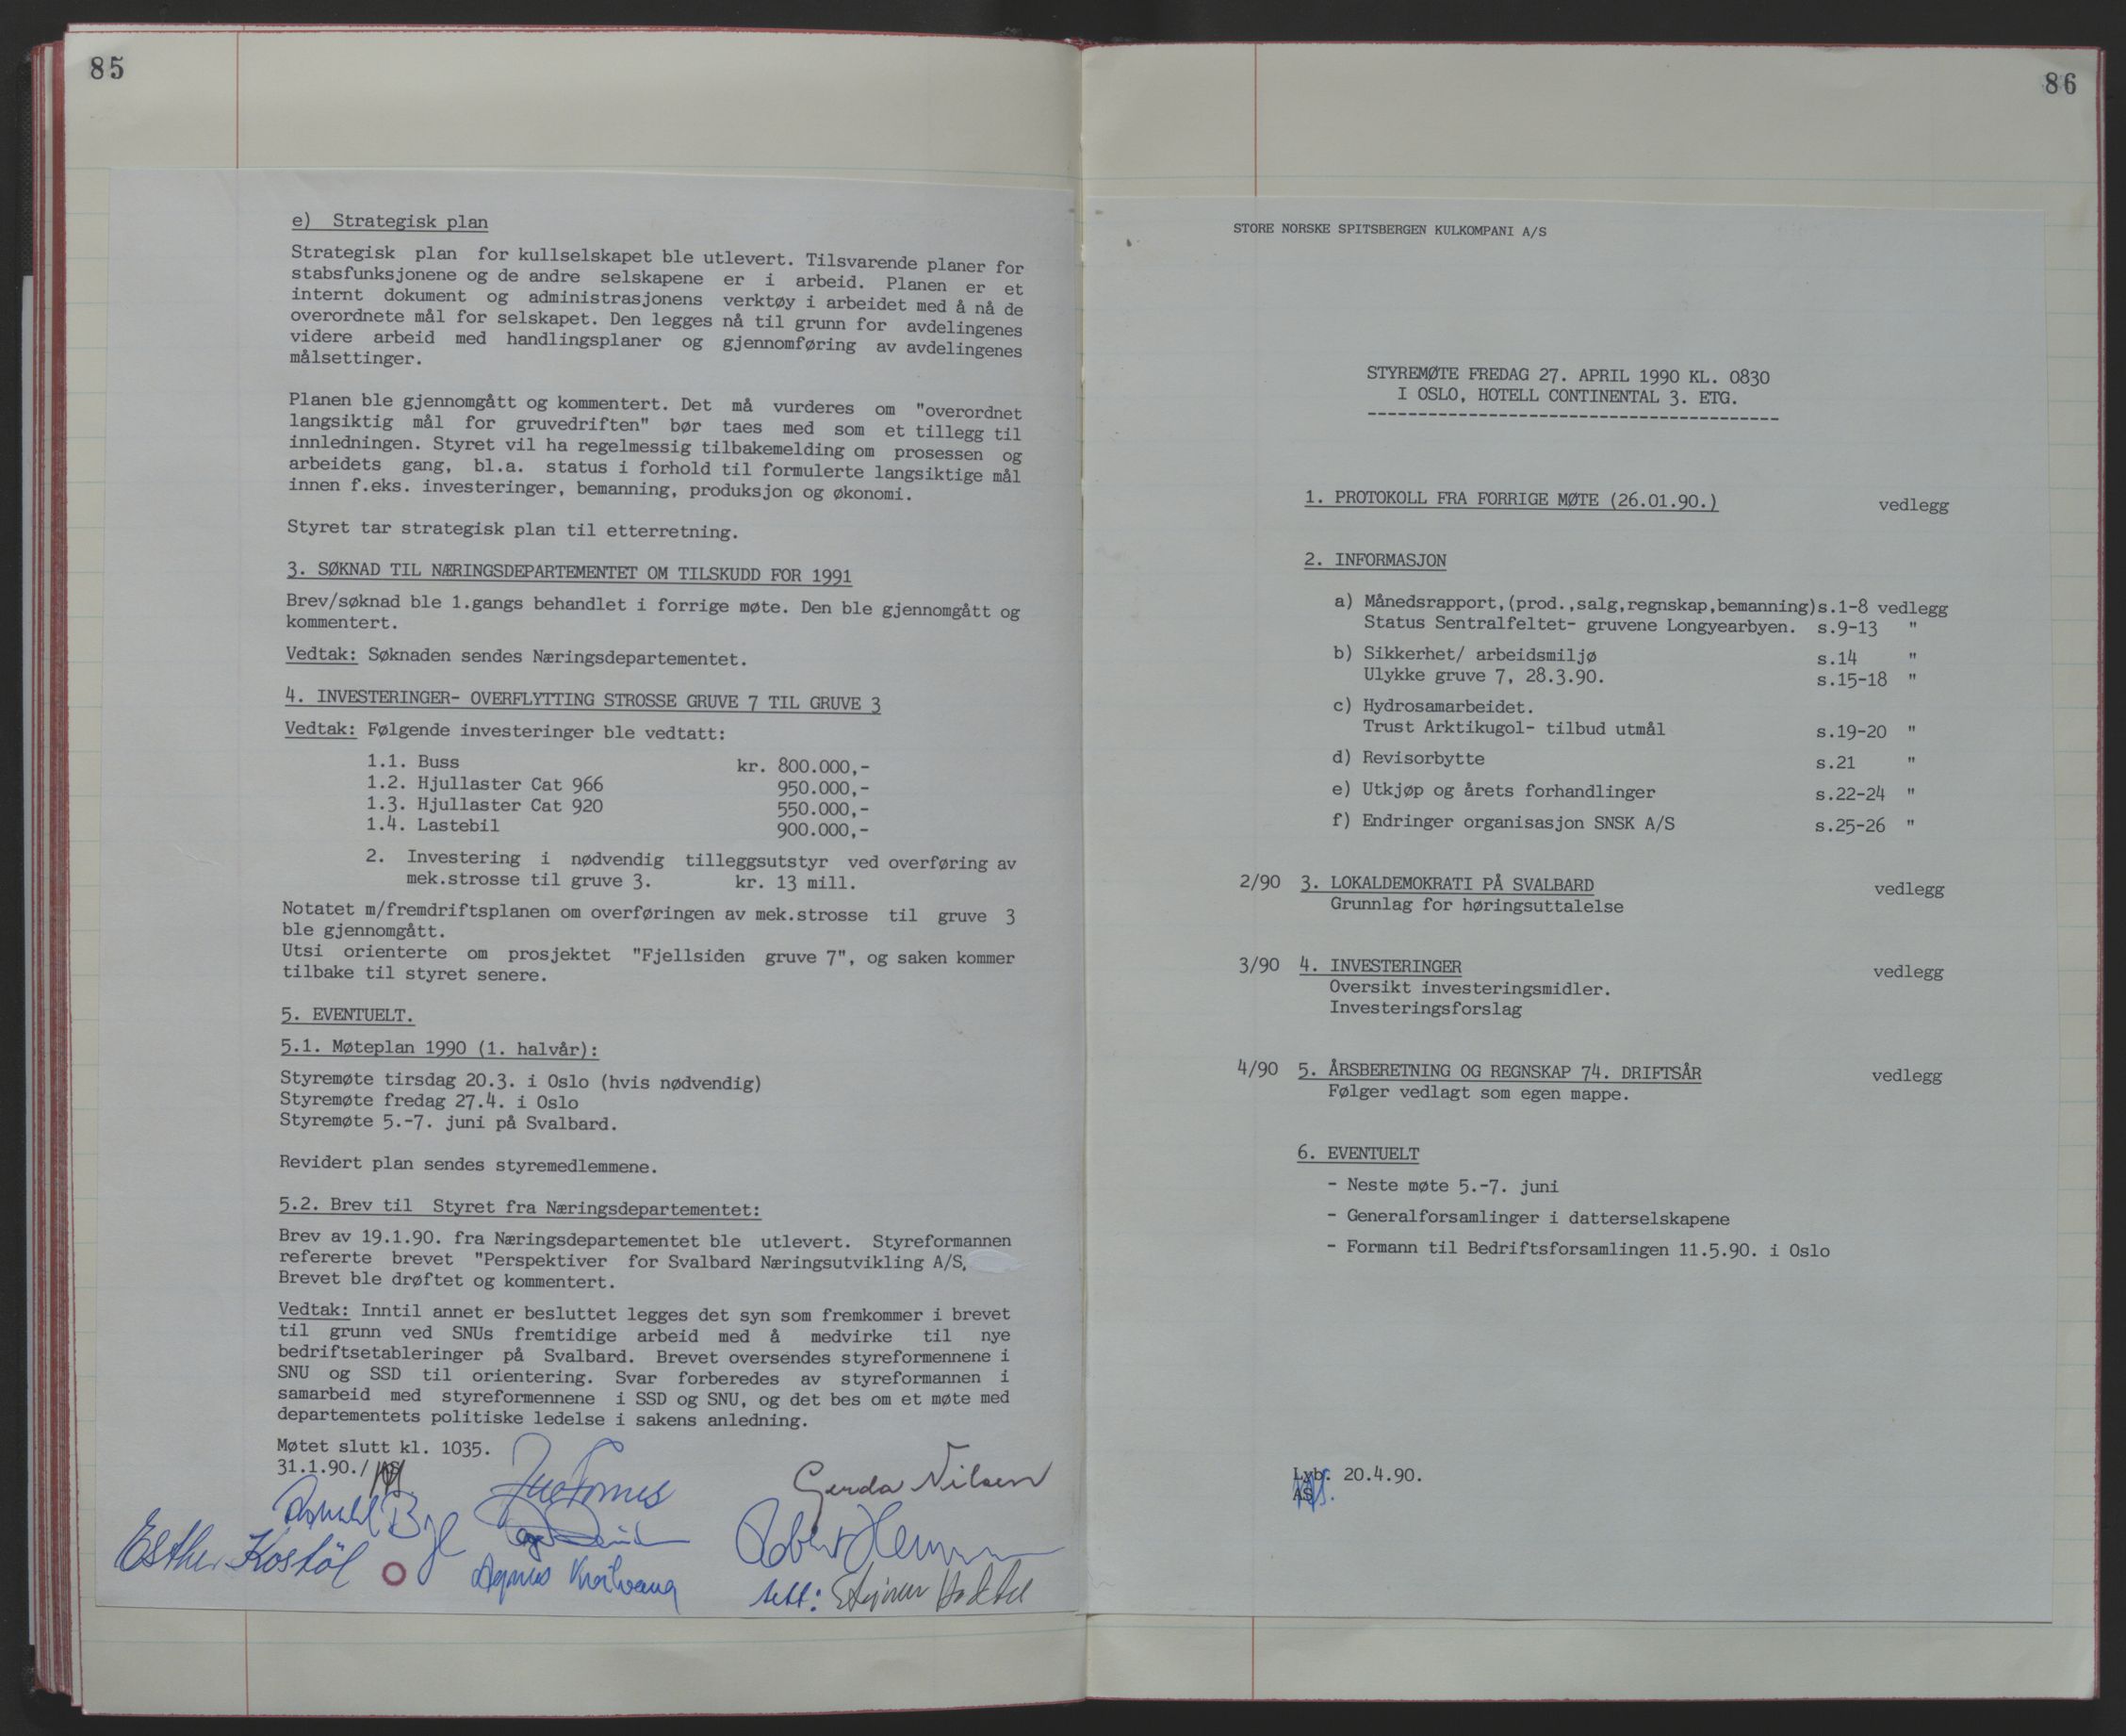 85
e) Strategisk plan
Strategisk plan for kullselskapet ble utlevert. Tilsvarende planer for
stabsfunksjonene og de andre selskapene er i arbeid. Planen er et
internt dokument og administrasjonens verktøy i arbeidet med å nå de
overordnete mål for selskapet. Den legges nå til grunn for avdelingenes
videre arbeid med handlingsplaner og gjennomføring av avdelingenes
målsettinger.
Planen ble gjennomgått og kommentert. Det må vurderes om "overordnet
langsiktig mål for gruvedriften" bør taes med som et tillegg til
innledningen. Styret vil ha regelmessig tilbakemelding om prosessen og
arbeidets gang, bl.a. status i forhold til formulerte langsiktige mål
innen f.eks. investeringer, bemanning, produksjon og økonomi.
Styret tar strategisk plan til etterretning.
3. SØKNAD TIL NÆRINGSDEPARTEMENTET OM TILSKUDD FOR 1991
Brev/søknad ble 1.gangs behandlet i forrige møte. Den ble gjennomgått og
kommentert.
Vedtak: Søknaden sendes Næringsdepartementet.
4. INVESTERINGER- OVERFLYTTING STROSSE GRUVE 7 TIL GRUVE 3
Vedtak: Følgende investeringer ble vedtatt:
1.1. Buss kr. 800.000,-
1.2. Hjullaster Cat 966 950.000,-
1.3. Hjullaster Cat 920 550.000,-
1.4. Lastebil 900.000,-
2. Investering i nødvendig tilleggsutstyr ved overføring av
mek.strosse til gruve 3. kr. 13 mill.
Notatet m/fremdriftsplanen om overføringen av mek.strosse til gruve 3
ble gjennomgått.
Utsi orienterte om prosjektet "Fjellsiden gruve 7", og saken kommer
tilbake til styret senere.
5. EVENTUELT.
5.1. Møteplan 1990 (1. halvår):
Styremøte tirsdag 20.3. i Oslo (hvis nødvendig)
Styremøte fredag 27.4. i Oslo
Styremøte 5.-7. juni på Svalbard.
Revidert plan sendes styremedlemmene.
5.2. Brev til Styret fra Næringsdepartementet:
Brev av 19.1.90. fra Næringsdepartementet ble utlevert. Styreformannen
refererte brevet "Perspektiver for Svalbard Næringsutvikling A/S,
Brevet ble drøftet og kommentert.
Vedtak: Inntil annet er besluttet legges det syn som fremkommer i brevet
til grunn ved SNUs fremtidige arbeid med å medvirke til nye
bedriftsetableringer på Svalbard. Brevet oversendes styreformennene i
SNU og SSD til orientering. Svar forberedes av styreformannen i
samarbeid med styreformennene i SSD og SNU, og det bes om et møte med
departementets politiske ledelse i sakens anledning.
Møtet slutt kl. 1035.
31.1.90./AS
Gerda Nilsen
Esther Kostøl
sett:
86
STORE NORSKE SPITSBERGEN KULKOMPANI A/S
STYREMØTE FREDAG 27. APRIL 1990 KL. 0830
I OSLO, HOTELL CONTINENTAL 3. ETG.
1. PROTOKOLL FRA FORRIGE MØTE (26.01.90.) vedlegg
2. INFORMASJON
a) Månedsrapport,(prod.,salg,regnskap,bemanning)s.1-8 vedlegg
Status Sentralfeltet- gruvene Longyearbyen. s.9-13 "
b) Sikkerhet/ arbeidsmiljø s.14 "
Ulykke gruve 7, 28.3.90. s.15-18 "
c) Hydrosamarbeidet.
Trust Arktikugol- tilbud utmål s.19-20 "
d) Revisorbytte s.21 "
e) Utkjøp og årets forhandlinger s.22-24 "
f) Endringer organisasjon SNSK A/S s.25-26 "
2/90 3. LOKALDEMOKRATI PÅ SVALBARD vedlegg
Grunnlag for høringsuttalelse
3/90 4. INVESTERINGER vedlegg
Oversikt investeringsmidler.
Investeringsforslag
4/90 5. ÅRSBERETNING OG REGNSKAP 74. DRIFTSÅR vedlegg
Følger vedlagt som egen mappe.
6. EVENTUELT
- Neste møte 5.-7. juni
- Generalforsamlinger i datterselskapene
- Formann til Bedriftsforsamlingen 11.5.90. i Oslo
Lyb. 20.4.90.
AS